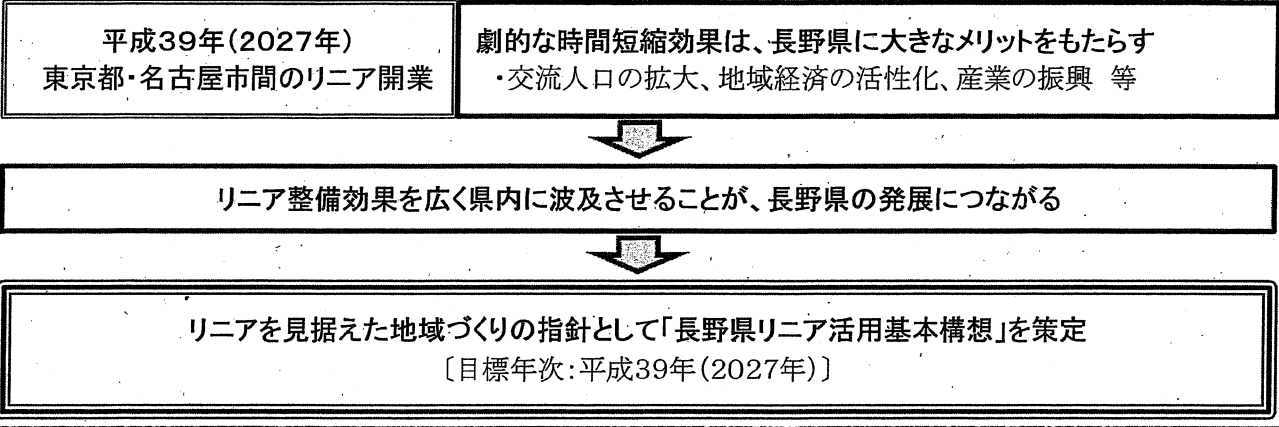 平成39年(2027年)
東京都・名古屋市間のリニア開業
劇的な時間短縮効果は、長野県に大きなメリットをもたらす
・交流人口の拡大、地域経済の活性化、産業の振興 等
リニア整備効果を広く県内に波及させることが、長野県の発展につながる
リニアを見据えた地域づくりの指針として「長野県リニア活用基本構想」を策定
〔目標年次:平成39年(2027年)〕